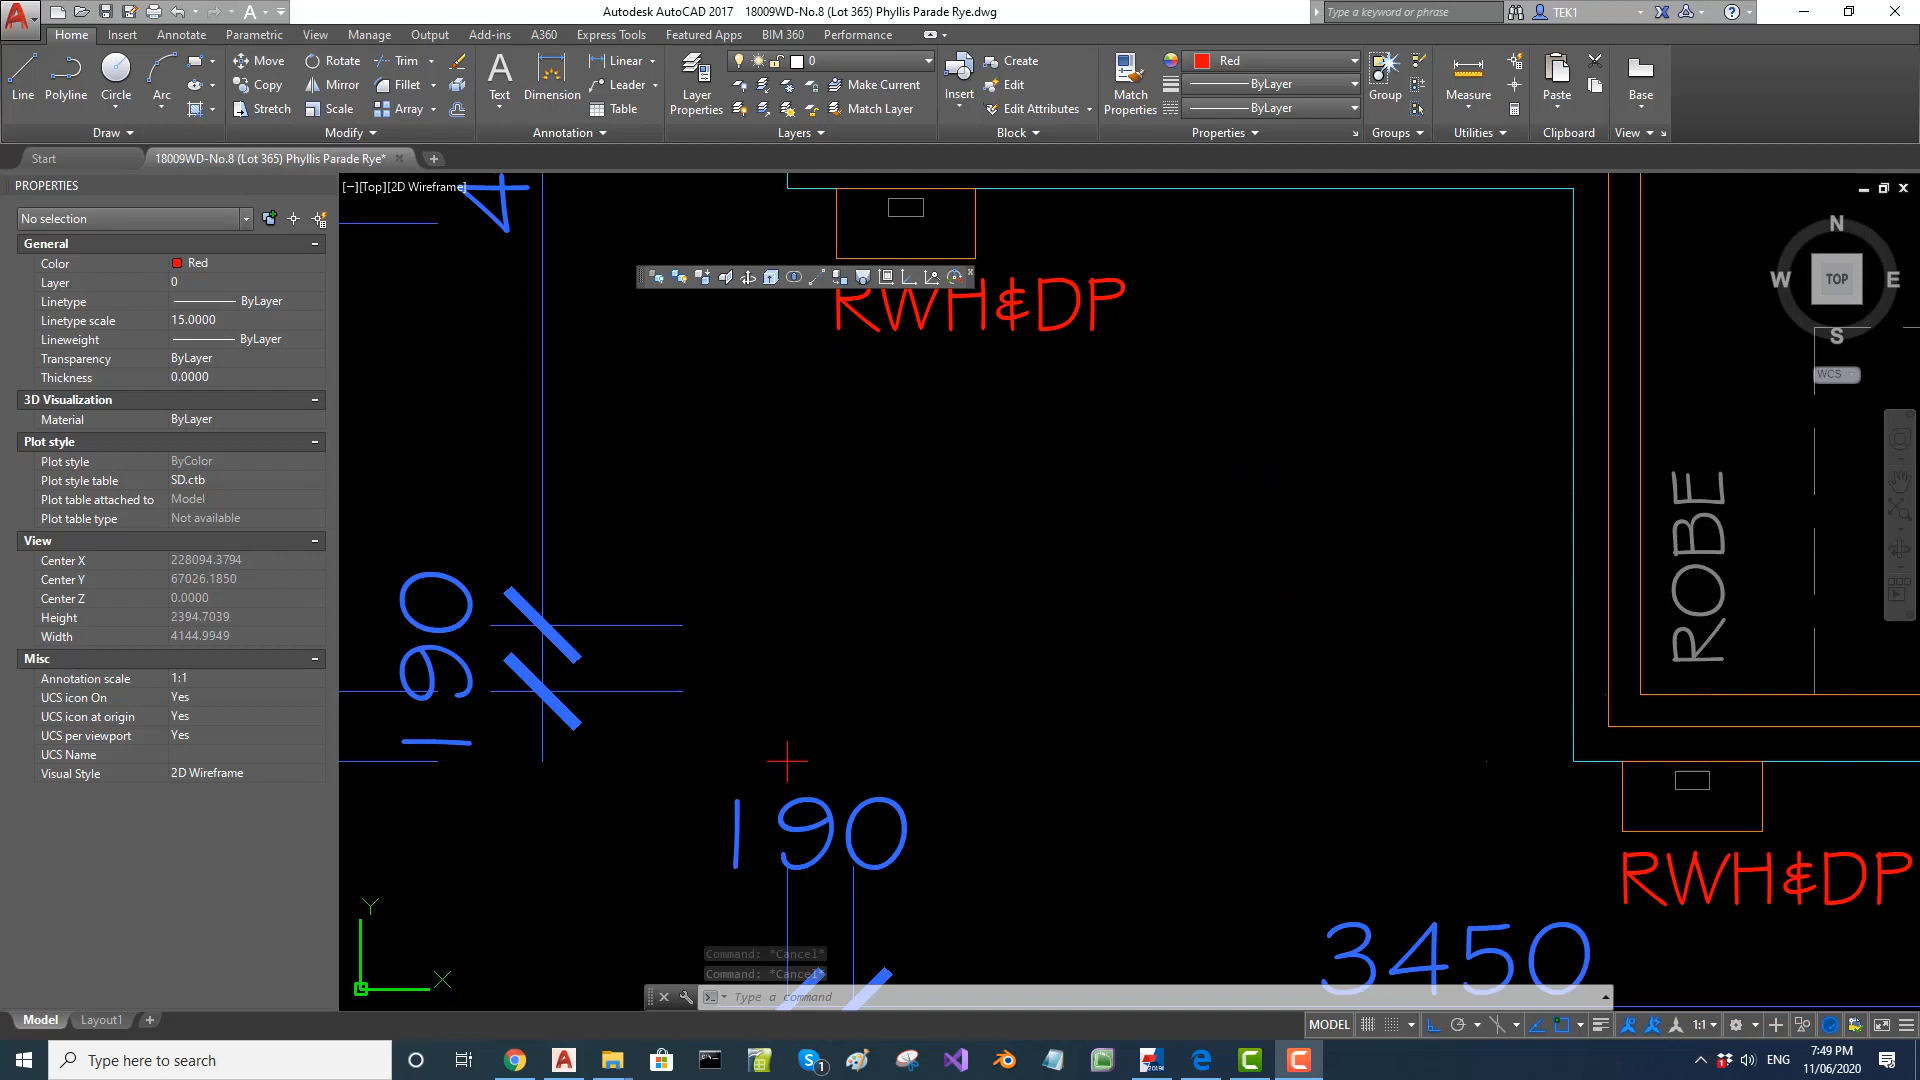 Autodesk AutoCAD 2017 18009WD-No.8 (Lot 365) Phyllis Parade Rye.dwg
Type a keyword or phrase
TEK1
Home Insert Annotate Parametric View Manage Output Add-ins A360 Express Tools Featured Apps BIM 360 Performance
Line Polyline Circle Arc
Move Rotate Trim
Copy Mirror Fillet
Stretch Scale Array
Text Dimension
Linear
Leader
Table
Layer Properties
0
Make Current
Match Layer
Insert
Create
Edit
Edit Attributes
Match Properties
Red
ByLayer
ByLayer
Group
Measure
Paste
Base
Draw Modify Annotation Layers Block Properties Groups Utilities Clipboard View
Start 18009WD-No.8 (Lot 365) Phyllis Parade Rye*
PROPERTIES
No selection
General
Color Red
Layer 0
Linetype ByLayer
Linetype scale 15.0000
Lineweight ByLayer
Transparency ByLayer
Thickness 0.0000
3D Visualization
Material ByLayer
Plot style
Plot style ByColor
Plot style table SD.ctb
Plot table attached to Model
Plot table type Not available
View
Center X 228094.3794
Center Y 67026.1850
Center Z 0.0000
Height 2394.7039
Width 4144.9949
Misc
Annotation scale 1:1
UCS icon On Yes
UCS icon at origin Yes
UCS per viewport Yes
UCS Name
Visual Style 2D Wireframe
[−][Top][2D Wireframe]
4
RWH&DP
N
W TOP E
S
WCS
ROBE
190
190
RWH&DP
3450
Y
X
Command: *Cancel*
Command: *Cancel*
Type a command
Model Layout1
MODEL 1:1
Type here to search
1
2019
ENG
7:49 PM
11/06/2020